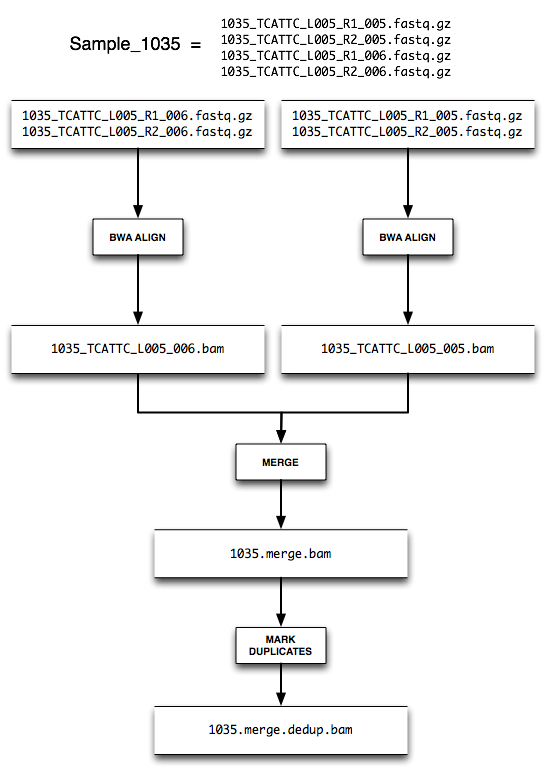 1035_TCATTC_L005_R1_005.fastq.gz
Sample_1035 = 1035_TCATTC_L005_R2_005.fastq.gz
1035_TCATTC_L005_R1_006.fastq.gz
1035_TCATTC_L005_R2_006.fastq.gz
1035_TCATTC_L005_R1_006.fastq.gz
1035_TCATTC_L005_R2_006.fastq.gz
1035_TCATTC_L005_R1_005.fastq.gz
1035_TCATTC_L005_R2_005.fastq.gz
BWA ALIGN
BWA ALIGN
1035_TCATTC_L005_006.bam
1035_TCATTC_L005_005.bam
MERGE
1035.merge.bam
MARK
DUPLICATES
1035.merge.dedup.bam